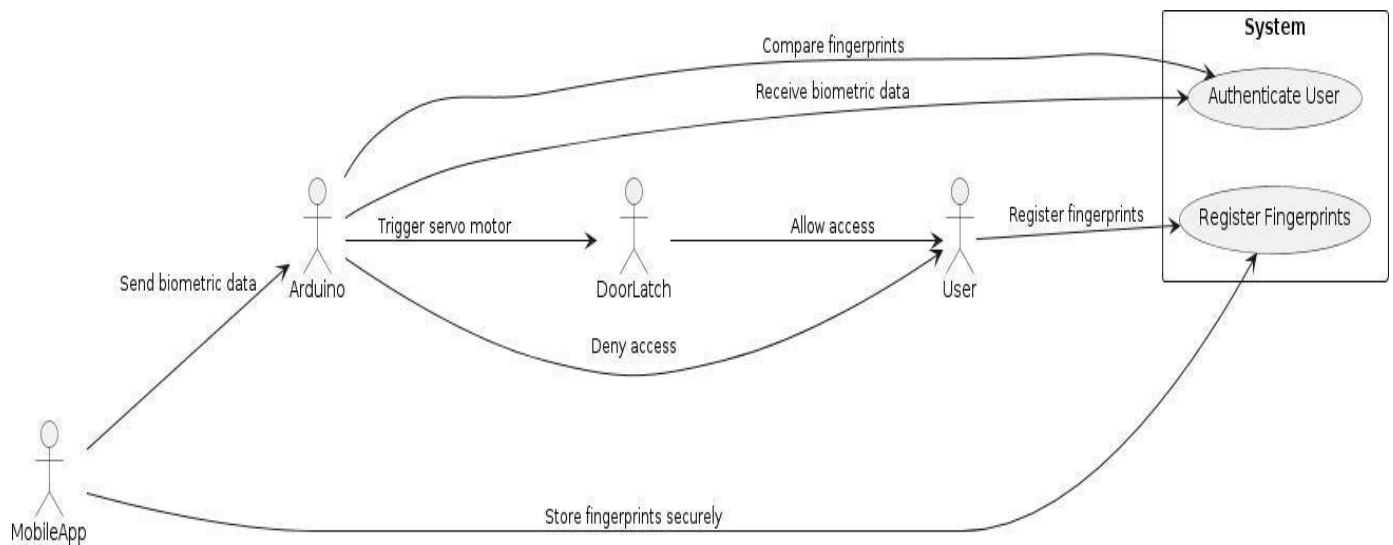 System
Compare fingerprints
Receive biometric data
Authenticate User
Register fingerprints
Register Fingerprints
Trigger servo motor
Allow access
Send biometric data
Arduino
DoorLatch
User
Deny access
Store fingerprints securely
MobileApp